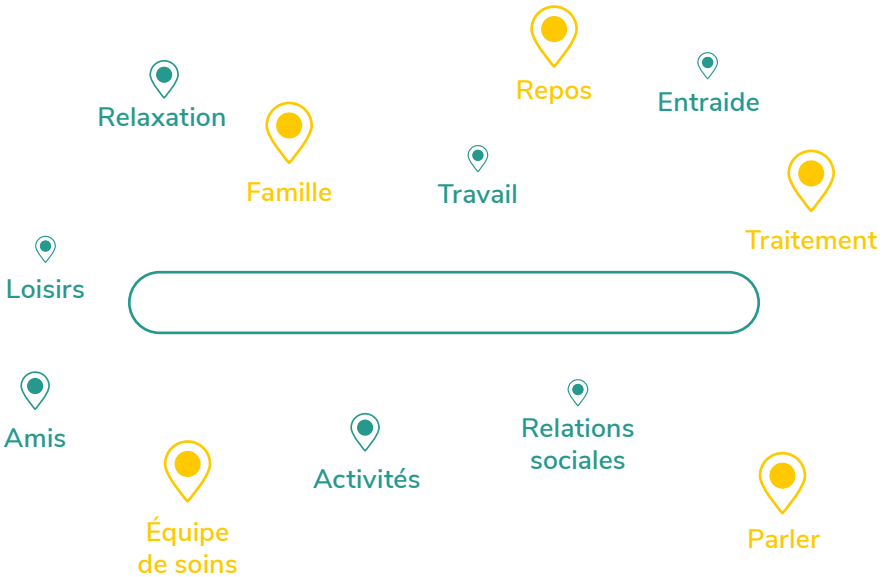 Repos
Entraide
Relaxation
Famille
Travail
Traitement
Loisirs
Amis
Relations
sociales
Activités
Équipe
de soins
Parler